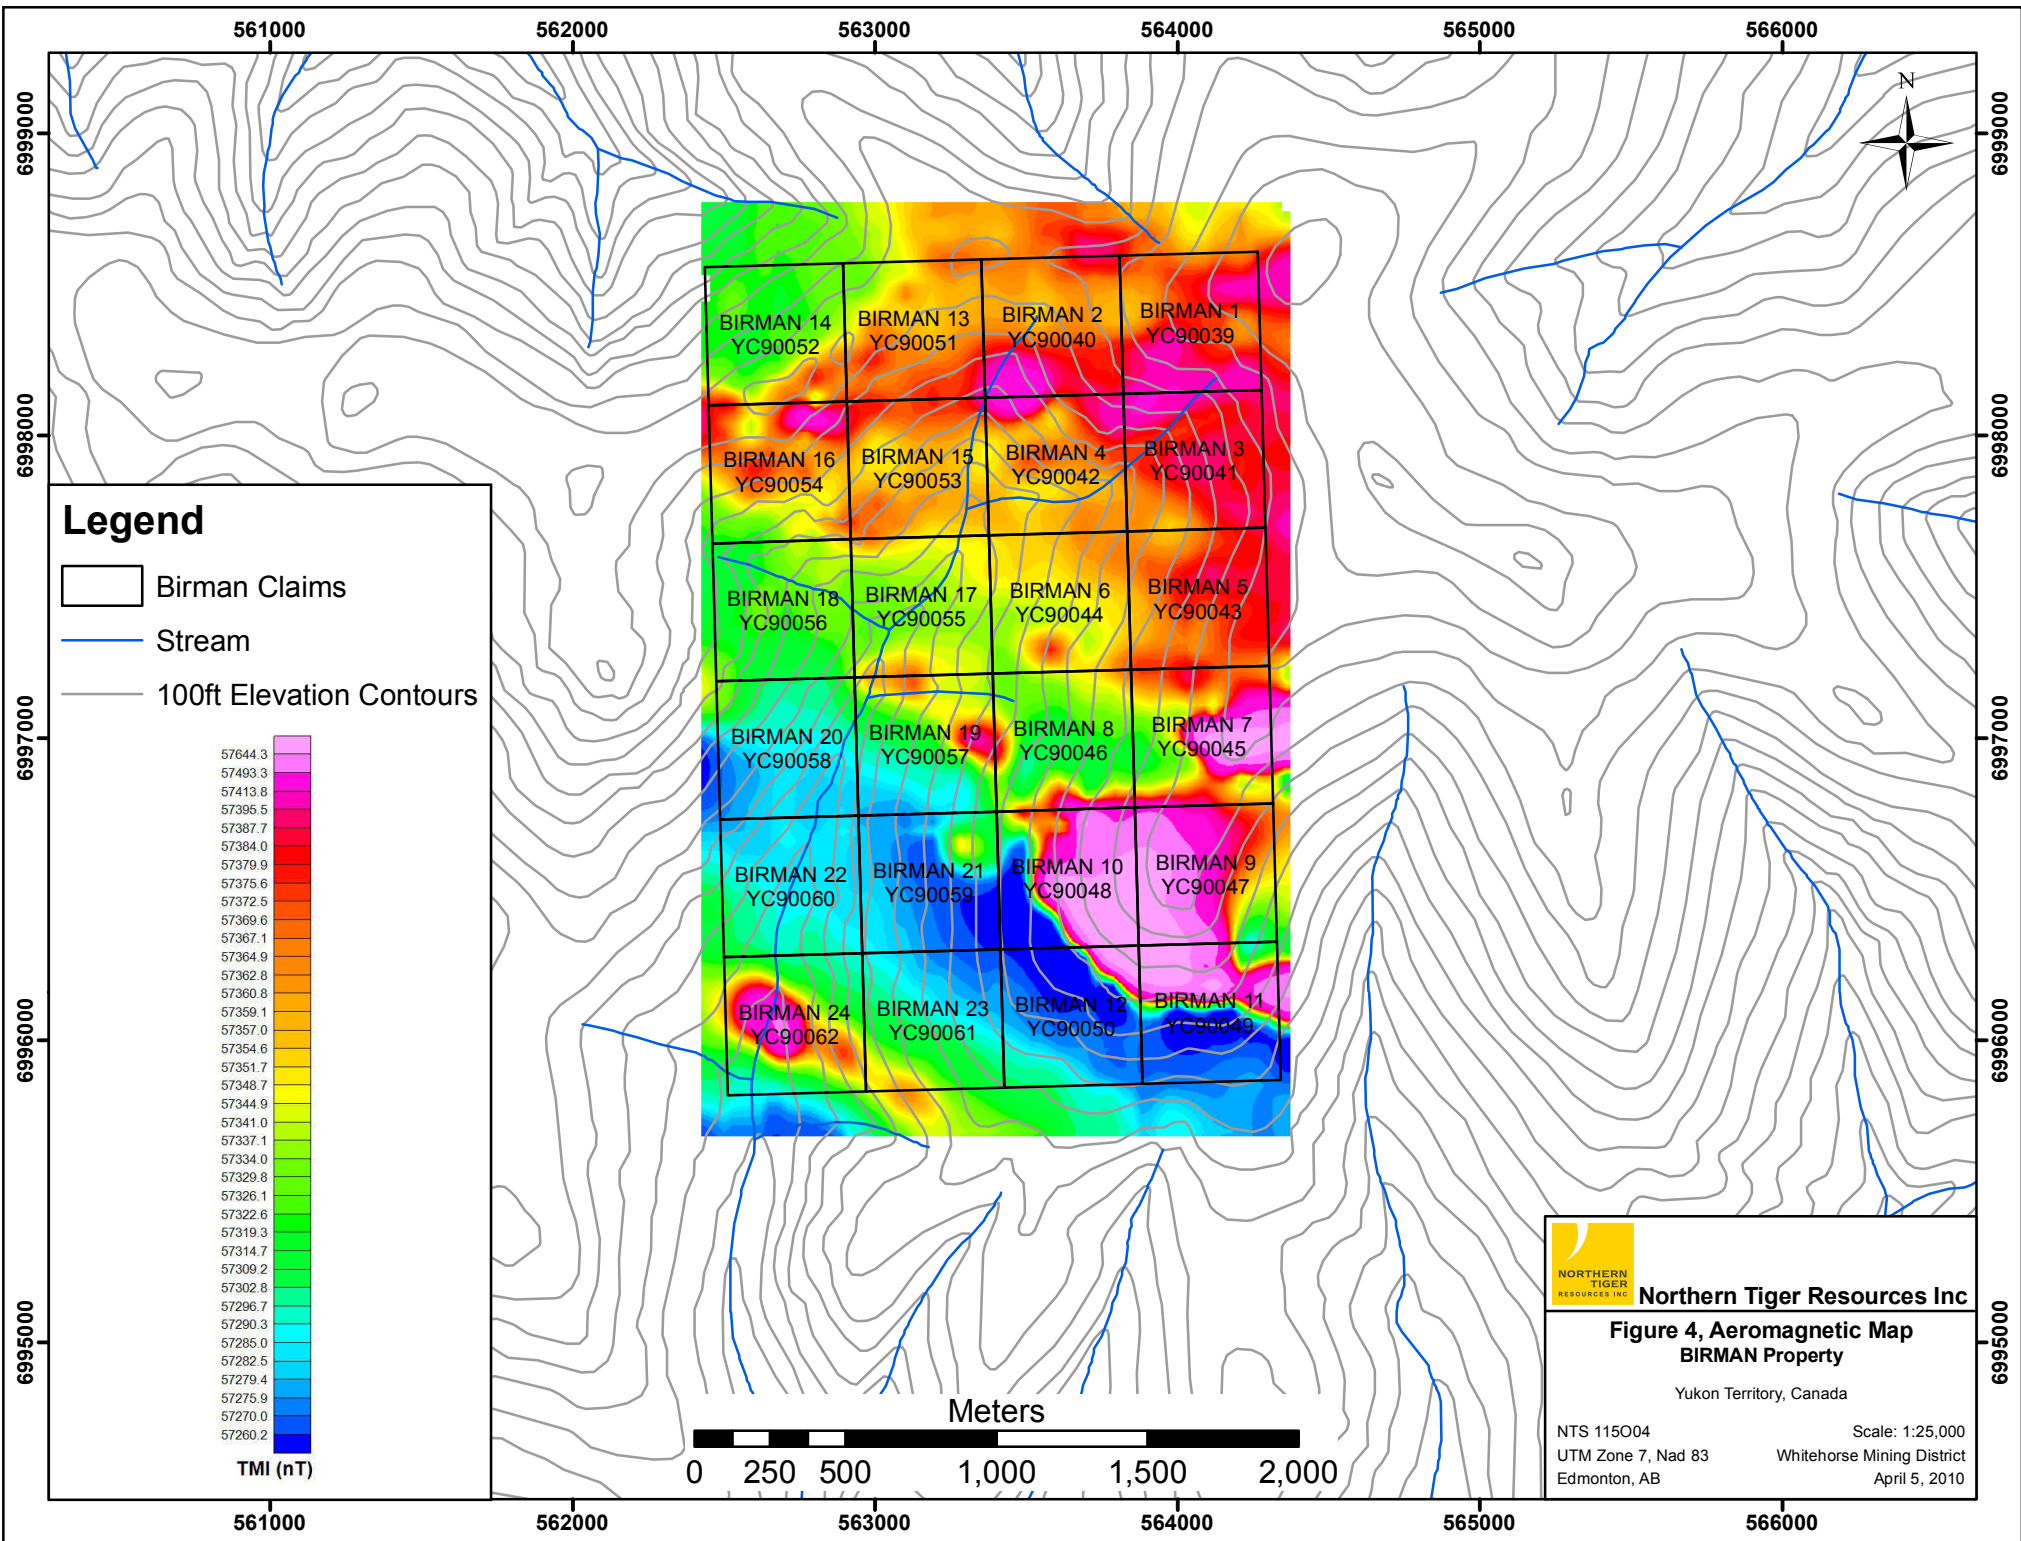 561000
562000
563000
564000
565000
566000
6999000
6999000
N
BIRMAN 14
YC90052
BIRMAN 13
YC90051
BIRMAN 2
YC90040
BIRMAN 1
YC90039
6998000
6998000
BIRMAN 16
YC90054
BIRMAN 15
YC90053
BIRMAN 4
YC90042
BIRMAN 3
YC90041
BIRMAN 18
YC90056
BIRMAN 17
YC90055
BIRMAN 6
YC90044
BIRMAN 5
YC90043
6997000
6997000
BIRMAN 20
YC90058
BIRMAN 19
YC90057
BIRMAN 8
YC90046
BIRMAN 7
YC90045
BIRMAN 22
YC90060
BIRMAN 21
YC90059
BIRMAN 10
YC90048
BIRMAN 9
YC90047
6996000
6996000
BIRMAN 24
YC90062
BIRMAN 23
YC90061
BIRMAN 12
YC90050
BIRMAN 11
YC90049
6995000
6995000
Legend
Birman Claims
Stream
100ft Elevation Contours
57644.3
57493.3
57413.8
57395.5
57387.7
57384.0
57379.9
57375.6
57372.5
57369.6
57367.1
57364.9
57362.8
57360.8
57359.1
57357.0
57354.6
57351.7
57348.7
57344.9
57341.0
57337.1
57334.0
57329.8
57326.1
57322.6
57319.3
57314.7
57309.2
57302.8
57296.7
57290.3
57285.0
57282.5
57279.4
57275.9
57270.0
57260.2
TMI (nT)
Meters
0 250 500 1,000 1,500 2,000
NORTHERN
TIGER
RESOURCES INC
Northern Tiger Resources Inc
Figure 4, Aeromagnetic Map
BIRMAN Property
Yukon Territory, Canada
NTS 115O04 Scale: 1:25,000
UTM Zone 7, Nad 83 Whitehorse Mining District
Edmonton, AB April 5, 2010
561000
562000
563000
564000
565000
566000